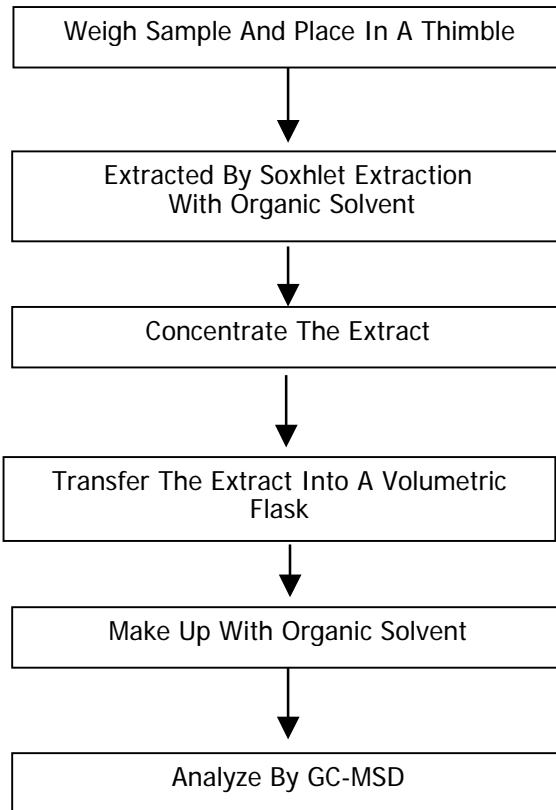 Weigh Sample And Place In A Thimble
Extracted By Soxhlet Extraction
With Organic Solvent
Concentrate The Extract
Transfer The Extract Into A Volumetric
Flask
Make Up With Organic Solvent
Analyze By GC-MSD